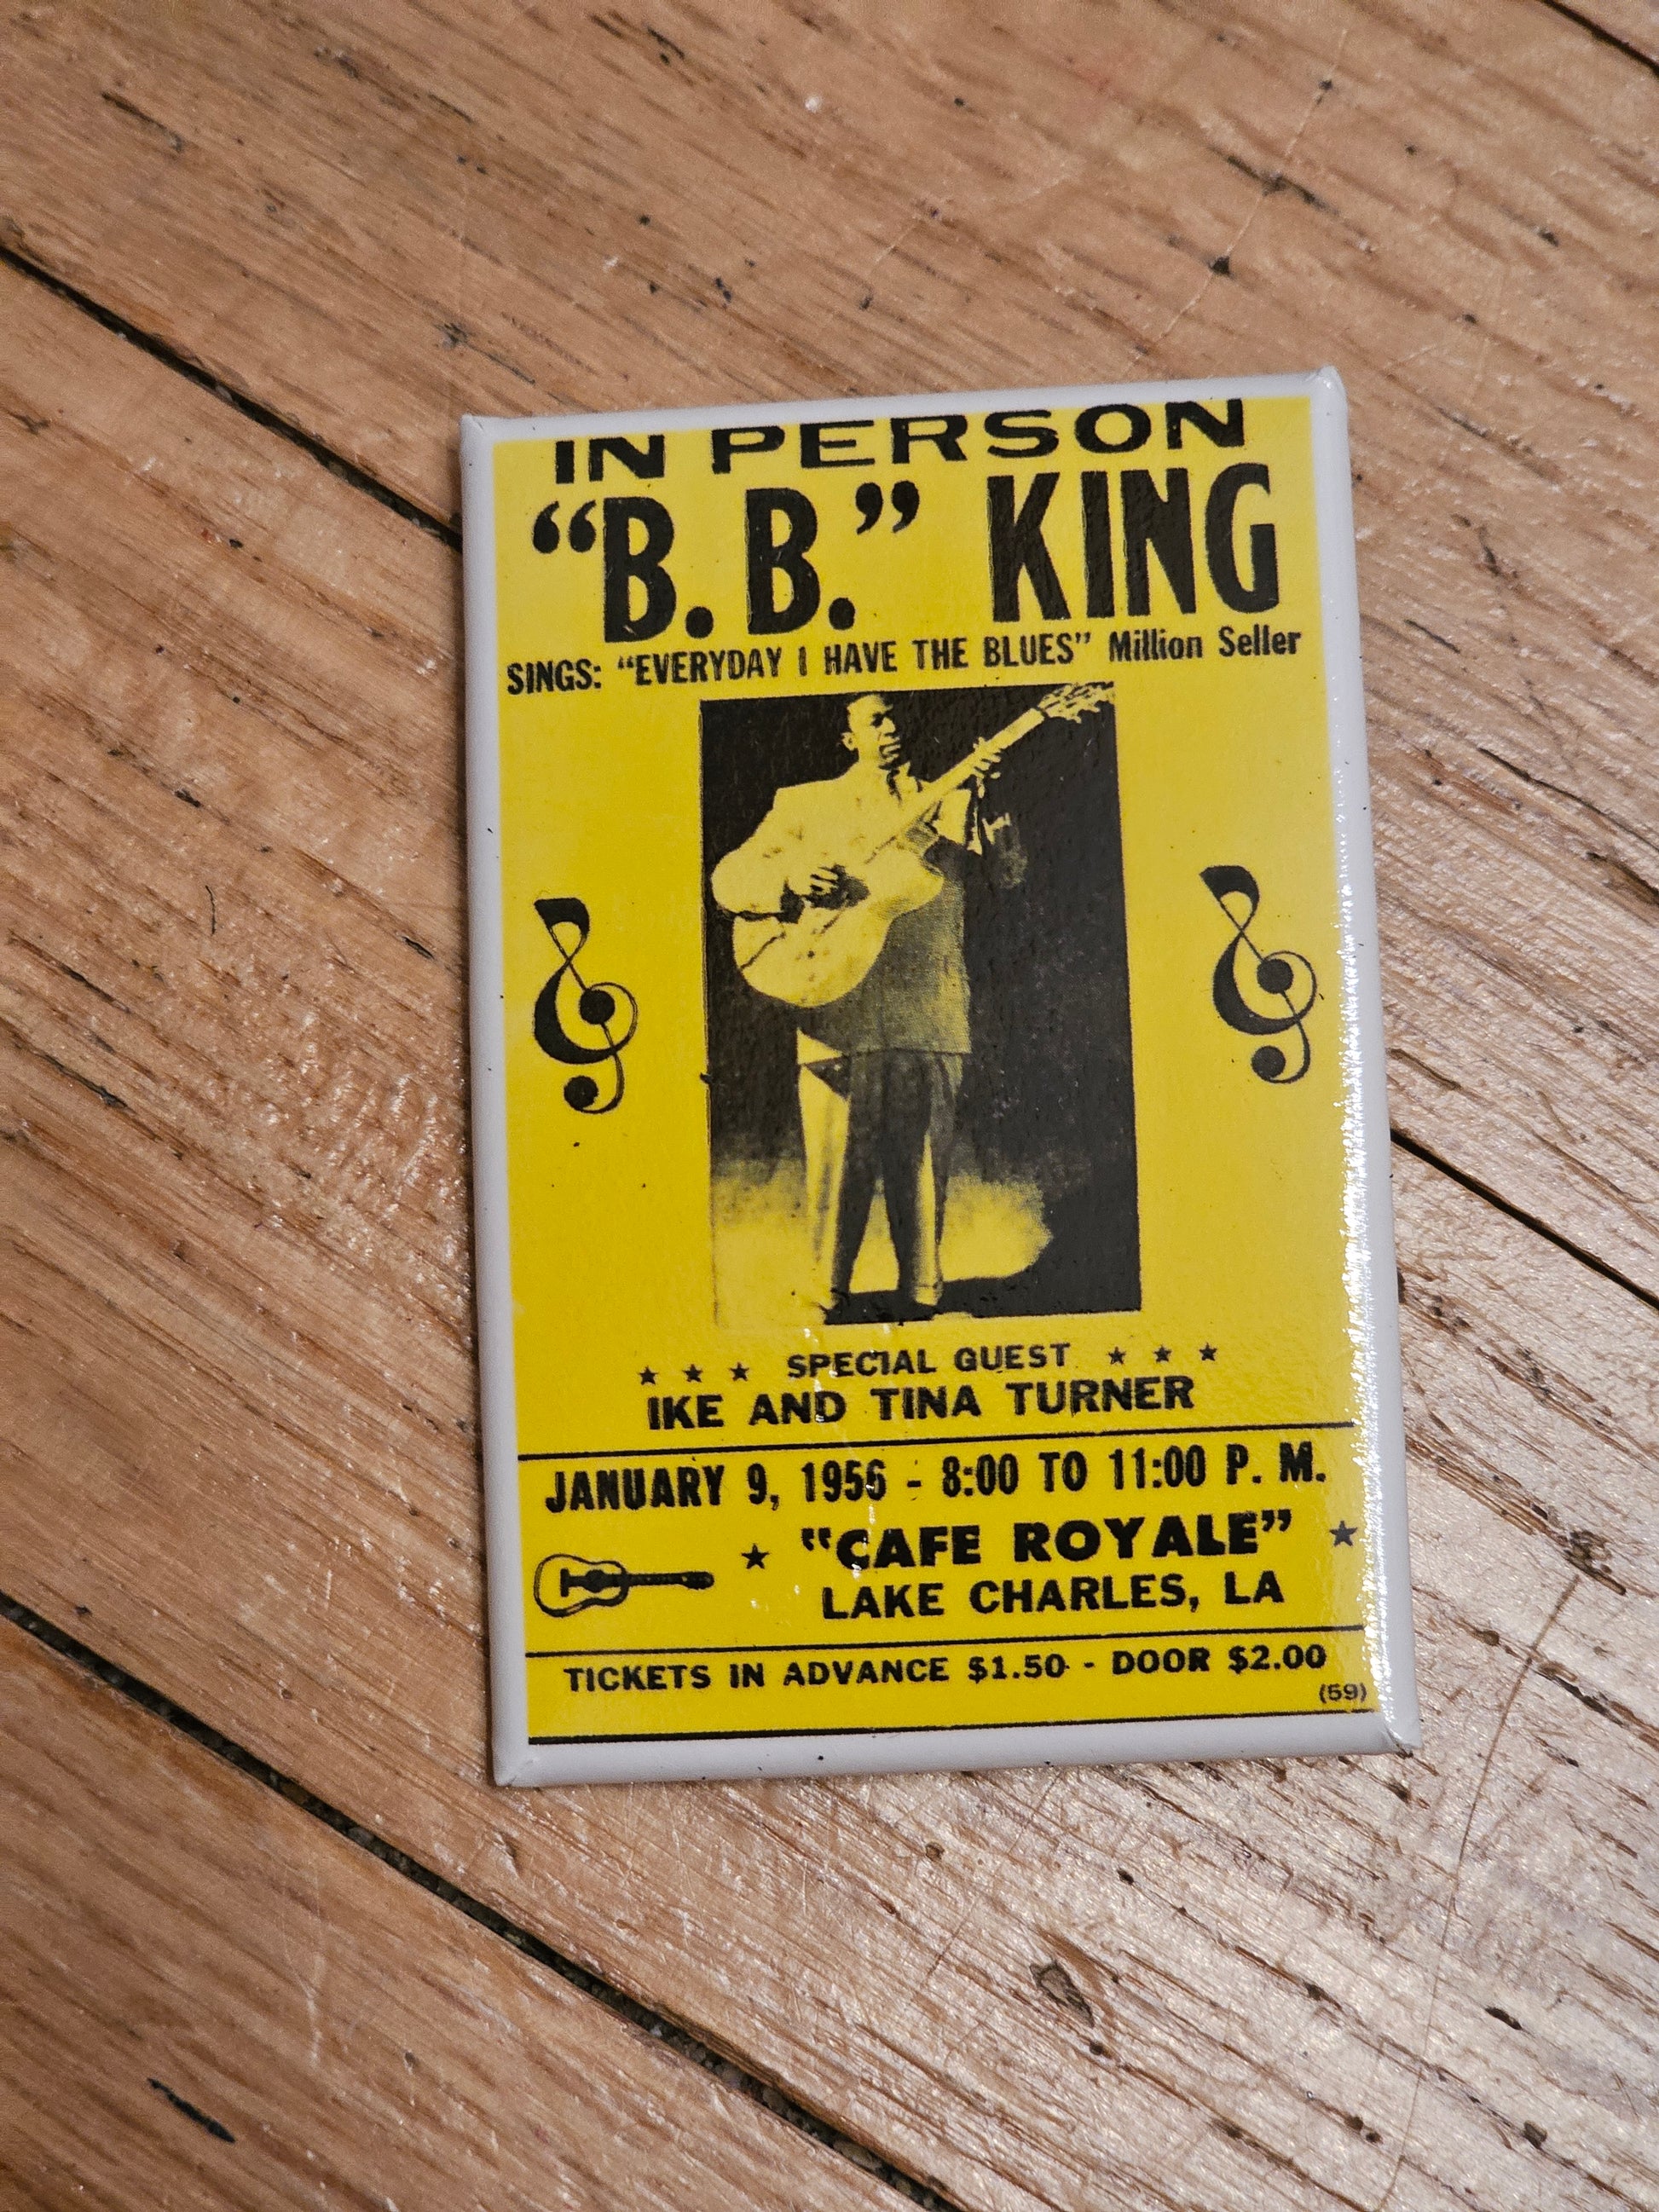 IN PERSON
"B. B." KING
SINGS: "EVERYDAY I HAVE THE BLUES" Million Seller
★ ★ ★ SPECIAL GUEST ★ ★ ★
IKE AND TINA TURNER
JANUARY 9, 1956 - 8:00 TO 11:00 P. M.
★ "CAFE ROYALE" ★
LAKE CHARLES, LA
TICKETS IN ADVANCE $1.50 - DOOR $2.00
(59)